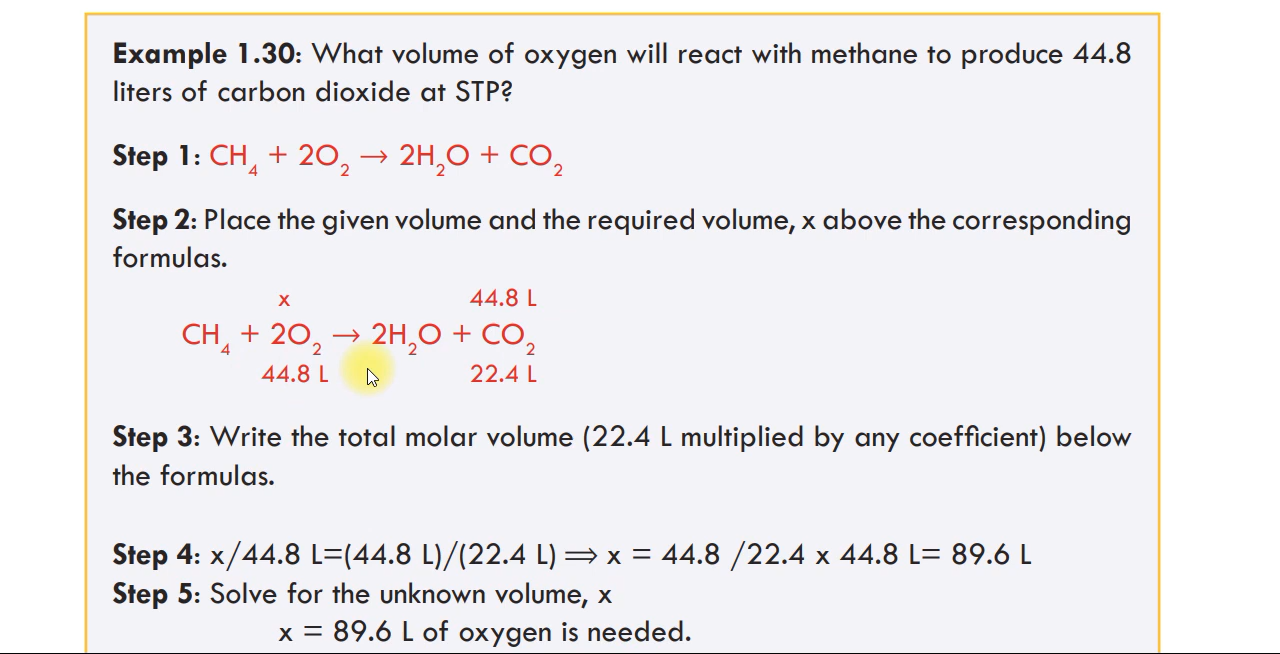 Example 1.30: What volume of oxygen will react with methane to produce 44.8
liters of carbon dioxide at STP?
Step 1: CH₄ + 2O₂ → 2H₂O + CO₂
Step 2: Place the given volume and the required volume, x above the corresponding
formulas.
x 44.8 L
CH₄ + 2O₂ → 2H₂O + CO₂
44.8 L 22.4 L
Step 3: Write the total molar volume (22.4 L multiplied by any coefficient) below
the formulas.
Step 4: x/44.8 L=(44.8 L)/(22.4 L) ⟹ x = 44.8 /22.4 x 44.8 L= 89.6 L
Step 5: Solve for the unknown volume, x
x = 89.6 L of oxygen is needed.